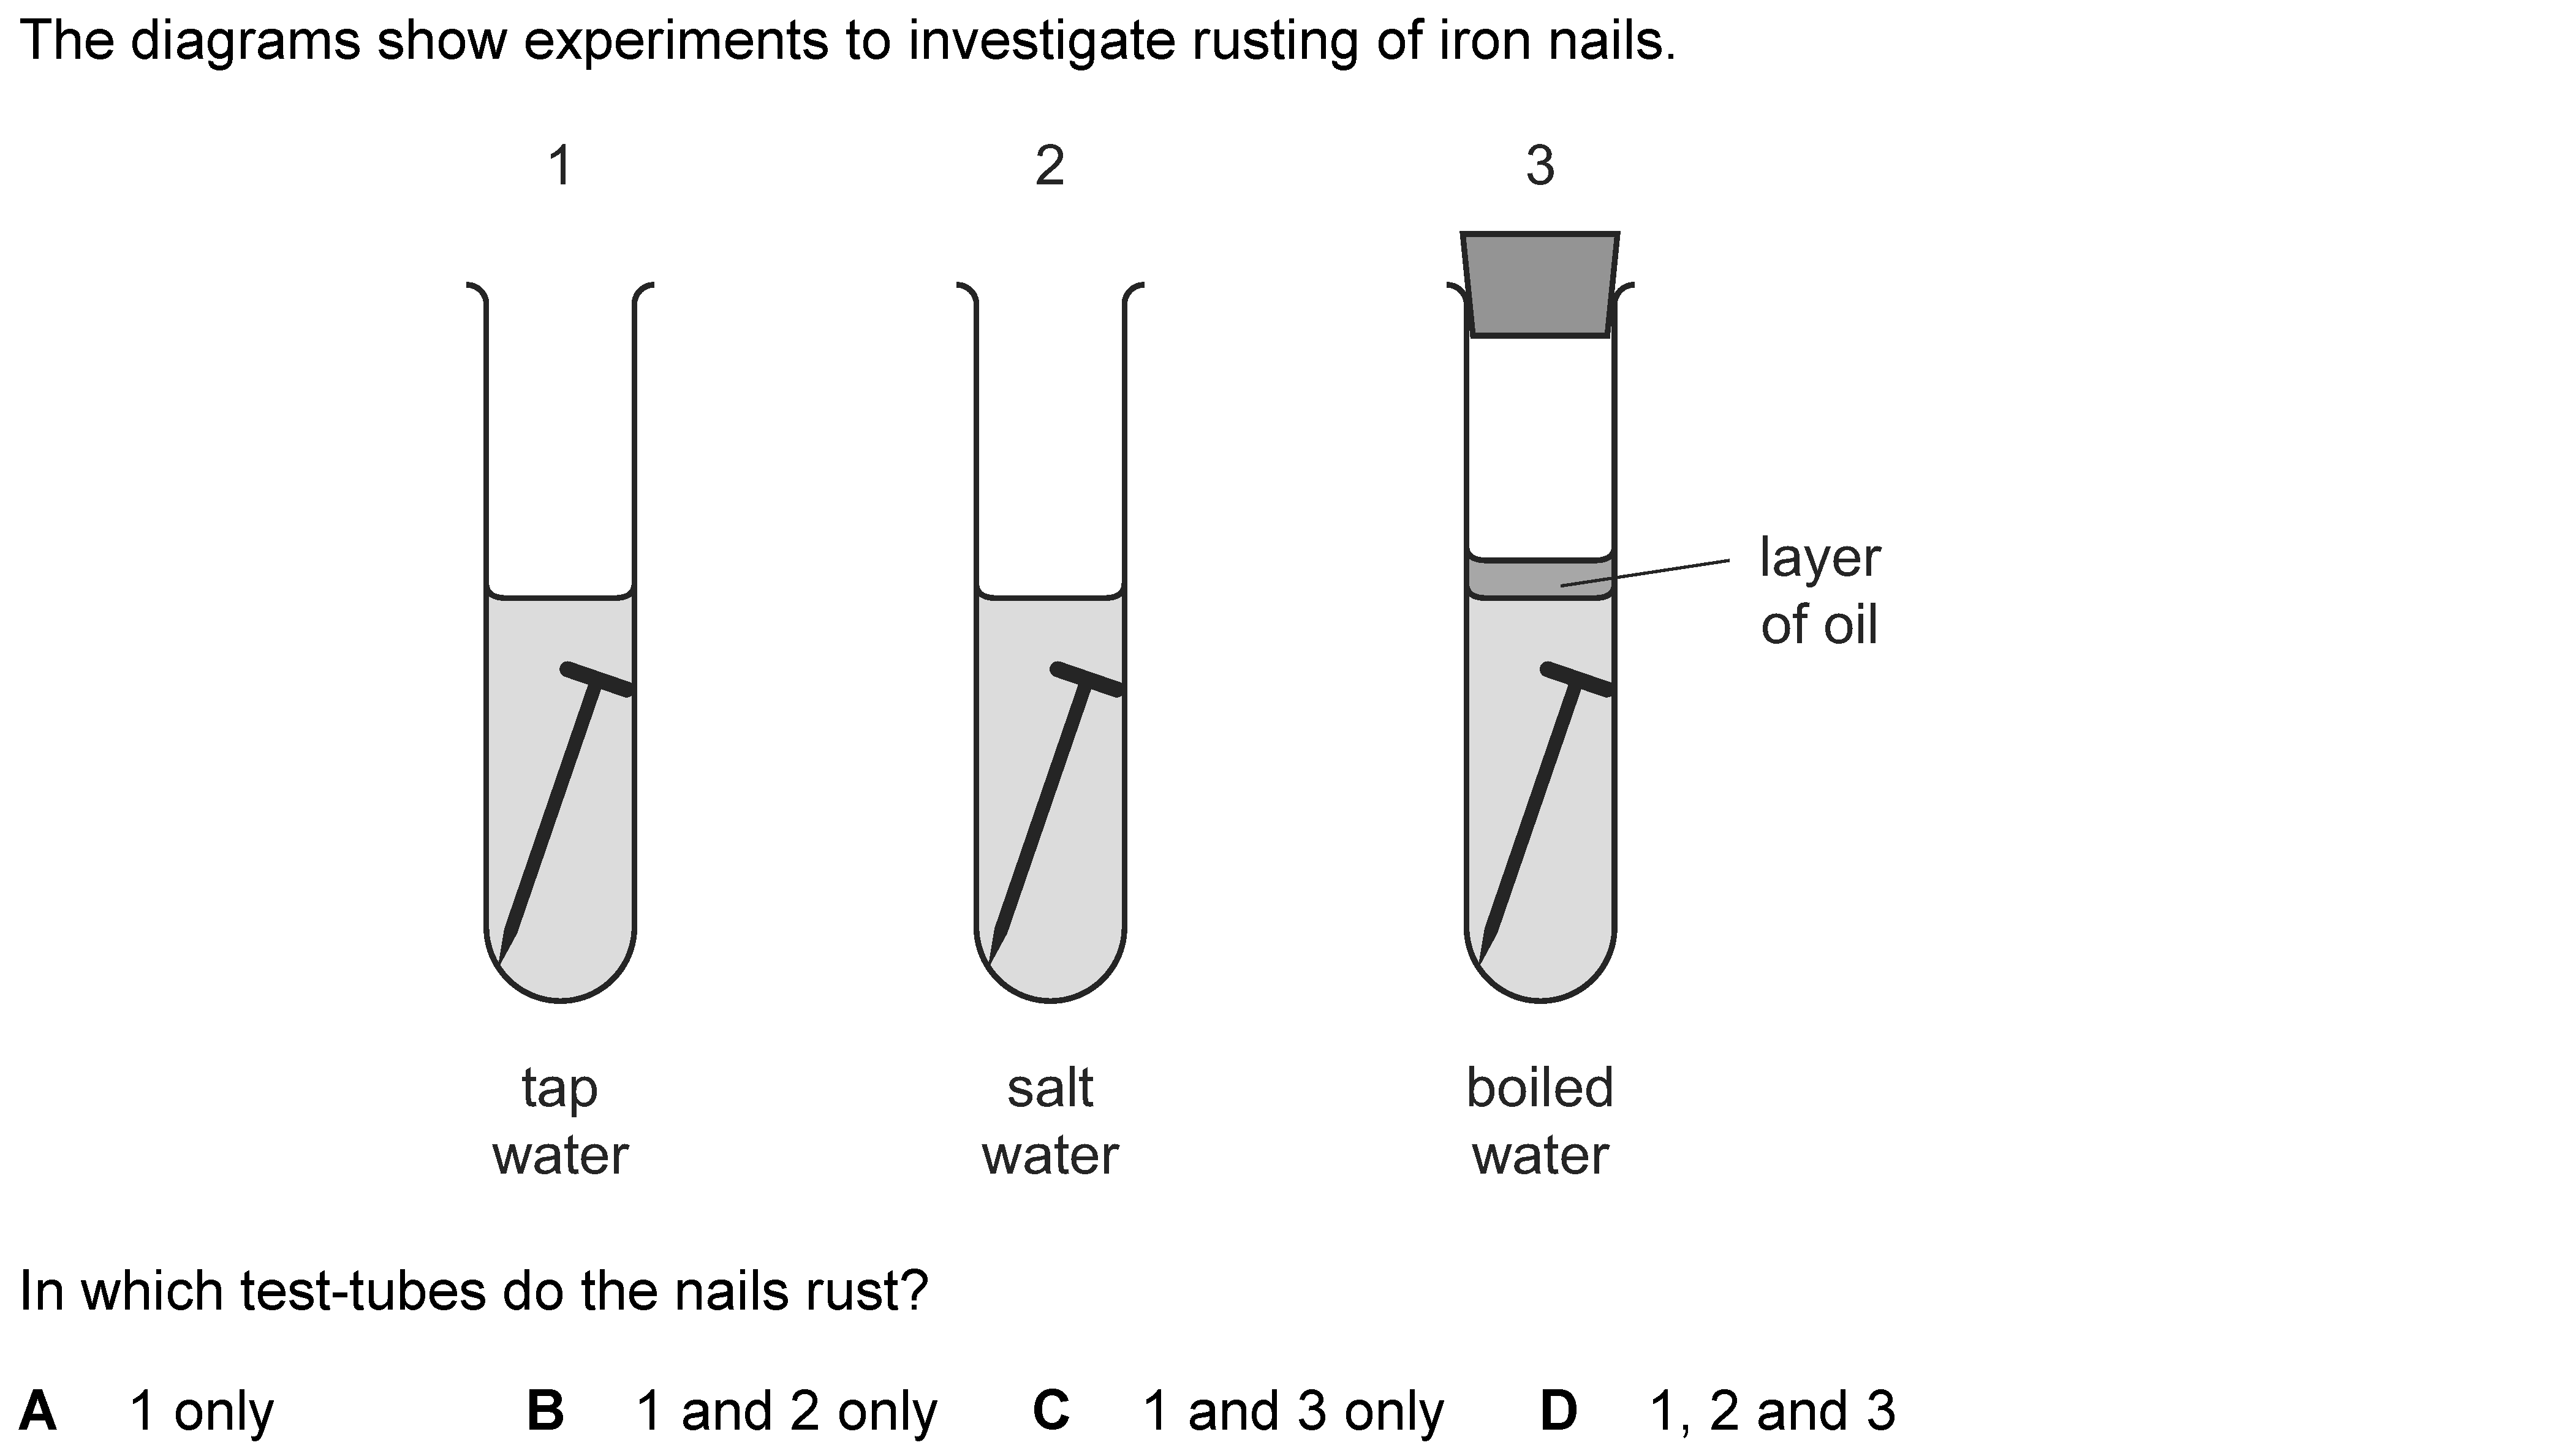 The diagrams show experiments to investigate rusting of iron nails.
1 2 3
layer
of oil
tap salt boiled
water water water
In which test-tubes do the nails rust?
A 1 only B 1 and 2 only C 1 and 3 only D 1, 2 and 3